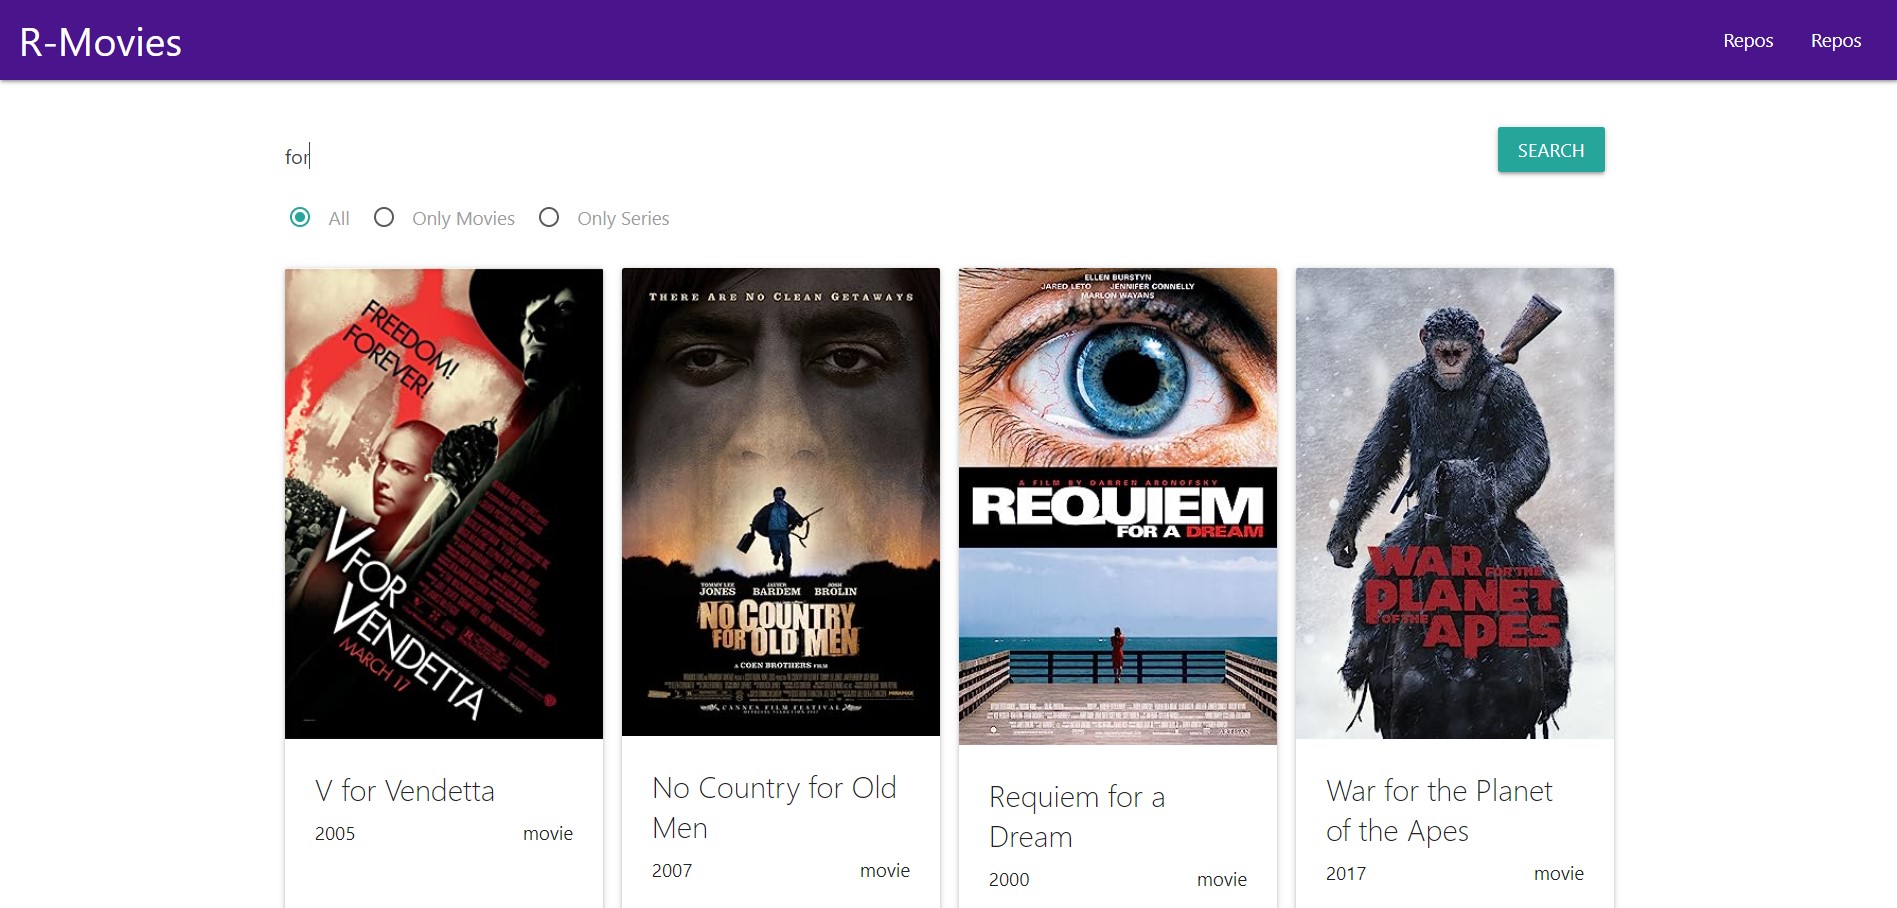 R-Movies
Repos
Repos
for
SEARCH
All
Only Movies
Only Series
FREEDOM!
FOREVER!
V FOR
VENDETTA
MARCH 17
V for Vendetta
2005
movie
THERE ARE NO CLEAN GETAWAYS
TOMMY LEE JONES
JAVIER BARDEM
JOSH BROLIN
NO COUNTRY
FOR OLD MEN
A COEN BROTHERS FILM
CANNES FILM FESTIVAL
No Country for Old
Men
2007
movie
ELLEN BURSTYN
JARED LETO JENNIFER CONNELLY
MARLON WAYANS
A FILM BY DARREN ARONOFSKY
REQUIEM
FOR A DREAM
ARTISAN
Requiem for a
Dream
2000
movie
WAR FOR THE
PLANET
OF THE APES
War for the Planet
of the Apes
2017
movie